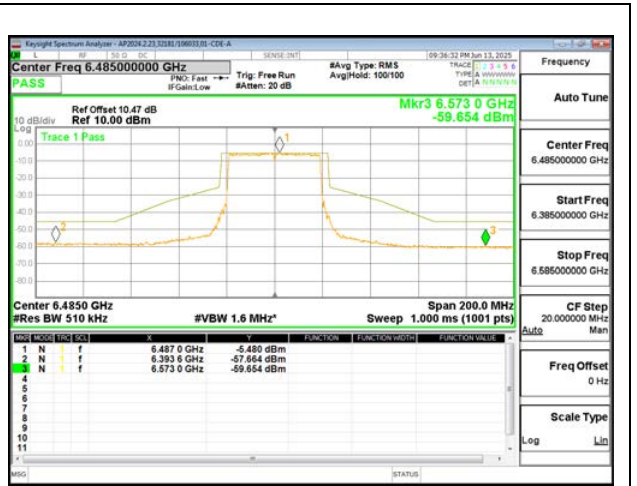 Keysight Spectrum Analyzer - AP2024.2.23,32181/106033,01-CDE-A
L RF 50 Ω DC SENSE:INT 09:36:32 PM Jun 13, 2025
Center Freq 6.485000000 GHz #Avg Type: RMS TRACE 1 2 3 4 5 6 Frequency
PASS PNO: Fast Trig: Free Run Avg|Hold: 100/100 TYPE A WWWWW
IFGain:Low #Atten: 20 dB DET A N N N N N
Auto Tune
Ref Offset 10.47 dB Mkr3 6.573 0 GHz
10 dB/div Ref 10.00 dBm -59.654 dBm
Log
Trace 1 Pass
1
0.00
Center Freq
6.485000000 GHz
-10.0
-20.0
-30.0
Start Freq
6.385000000 GHz
-40.0
-50.0
2
3
-60.0
Stop Freq
6.585000000 GHz
-70.0
-80.0
Center 6.4850 GHz Span 200.0 MHz
#Res BW 510 kHz #VBW 1.6 MHz* Sweep 1.000 ms (1001 pts)
CF Step
20.000000 MHz
Auto Man
MKR MODE TRC SCL X Y FUNCTION FUNCTION WIDTH FUNCTION VALUE
1 N 1 f 6.487 0 GHz -5.480 dBm
2 N 1 f 6.393 6 GHz -57.664 dBm
3 N 1 f 6.573 0 GHz -59.654 dBm
4
5
6
7
8
9
10
11
Freq Offset
0 Hz
Scale Type
Log Lin
MSG STATUS